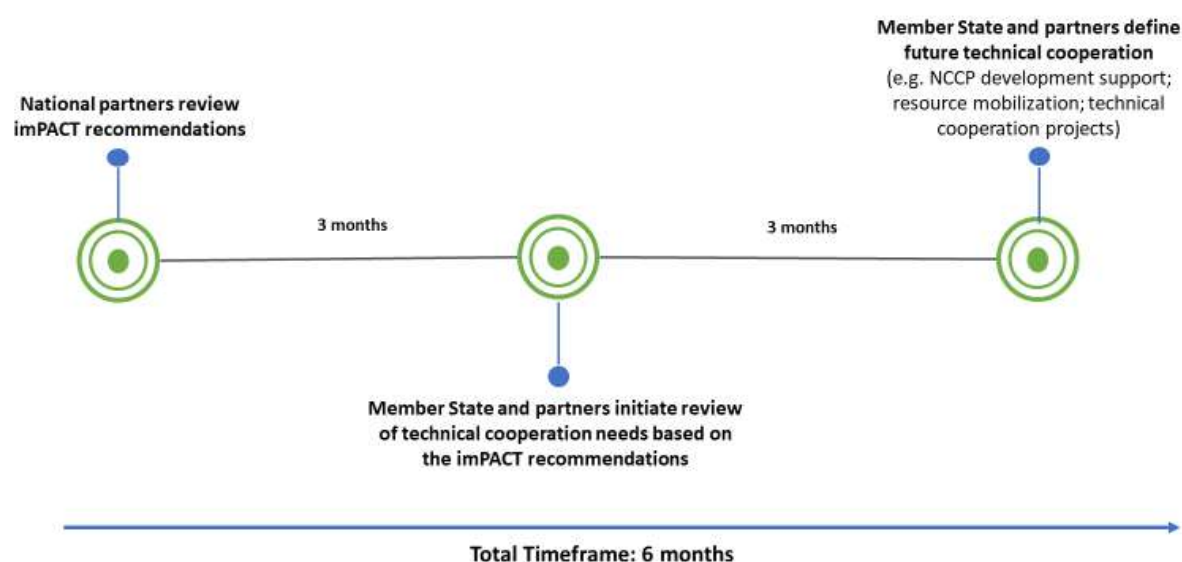 National partners review
imPACT recommendations
3 months
Member State and partners initiate review
of technical cooperation needs based on
the imPACT recommendations
3 months
Member State and partners define
future technical cooperation
(e.g. NCCP development support;
resource mobilization; technical
cooperation projects)
Total Timeframe: 6 months